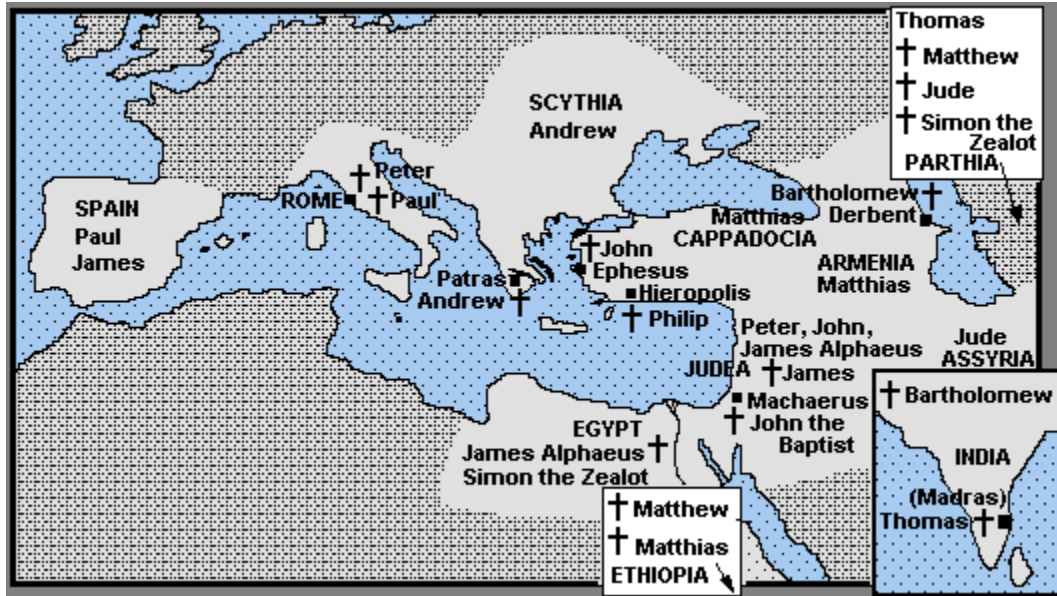 Thomas
Matthew
Jude
Simon the
Zealot
PARTHIA
SCYTHIA
Andrew
Peter
ROME
Paul
SPAIN
Paul
James
Bartholomew
Derbent
Matthias
CAPPADOCIA
John
Ephesus
ARMENIA
Matthias
Patras
Andrew
Hieropolis
Philip
Peter, John,
James Alphaeus
JUDEA
James
Jude
ASSYRIA
Machaerus
John the
Baptist
EGYPT
James Alphaeus
Simon the Zealot
Matthew
Matthias
ETHIOPIA
Bartholomew
INDIA
(Madras)
Thomas